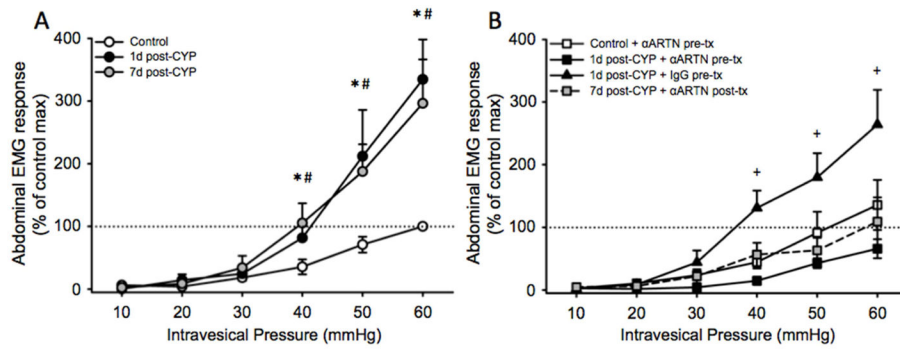 A
Abdominal EMG response
(% of control max)
400
300
200
100
0
Control
1d post-CYP
7d post-CYP
*#
*#
*#
10 20 30 40 50 60
Intravesical Pressure (mmHg)
B
Abdominal EMG response
(% of control max)
400
300
200
100
0
Control + αARTN pre-tx
1d post-CYP + αARTN pre-tx
1d post-CYP + IgG pre-tx
7d post-CYP + αARTN post-tx
+
+
+
10 20 30 40 50 60
Intravesical Pressure (mmHg)